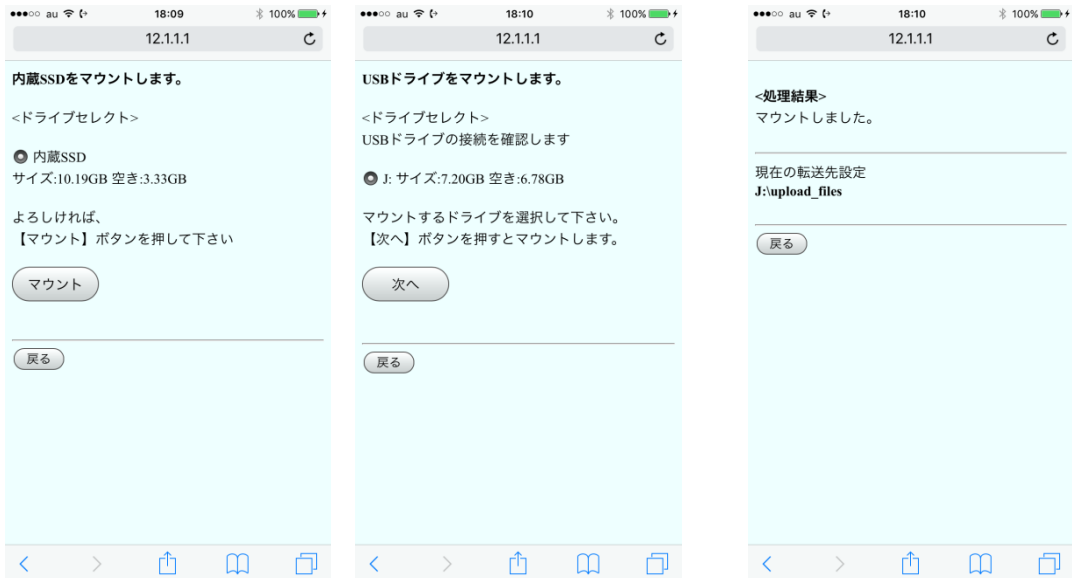 au 18:09 100%
12.1.1.1
内蔵SSDをマウントします。
<ドライブセレクト>
内蔵SSD
サイズ:10.19GB 空き:3.33GB
よろしければ、
【マウント】ボタンを押して下さい
マウント
戻る
au 18:10 100%
12.1.1.1
USBドライブをマウントします。
<ドライブセレクト>
USBドライブの接続を確認します
J: サイズ:7.20GB 空き:6.78GB
マウントするドライブを選択して下さい。
【次へ】ボタンを押すとマウントします。
次へ
戻る
au 18:10 100%
12.1.1.1
<処理結果>
マウントしました。
現在の転送先設定
J:\upload_files
戻る